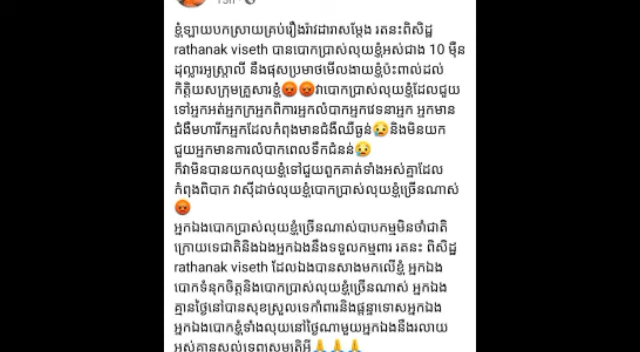 ខ្ញុំឡាយបកស្រាយគ្រប់រឿងរ៉ាវដារាសម្តែង រតនះពិសិដ្ឋ
rathanak viseth បានបោកប្រាស់លុយខ្ញុំអស់ជាង 10 ម៉ឺន
ដុល្លារអូស្ត្រាលី នឹងផុសប្រមាថមើលងាយខ្ញុំប៉ះពាល់ដល់
កិត្តិយសក្រុមគ្រួសារខ្ញុំ😡😡វាបោកប្រាស់លុយខ្ញុំដែលជួយ
ទៅអ្នកអត់អ្នកក្រអ្នកពិការអ្នកលំបាកអ្នកវេទនាអ្នក អ្នកមាន
ជំងឺមហារីកអ្នកដែលកំពុងមានជំងឺឈឺធ្ងន់😥និងមិនយក
ជួយអ្នកមានការលំបាកពេលទឹកជំនន់😥
ក៏វាមិនបានយកលុយខ្ញុំទៅជួយពួកគាត់ទាំងអស់គ្នាដែល
កំពុងពិបាក វាស៊ីដាច់លុយខ្ញុំបោកប្រាស់លុយខ្ញុំច្រើនណាស់
😡
អ្នកឯងបោកប្រាស់លុយខ្ញុំច្រើនណាស់បាបកម្មមិនចាំជាតិ
ក្រោយទេជាតិនិងឯងអ្នកឯងនឹងទទួលកម្មពារ រតនះ ពិសិដ្ឋ
rathanak viseth ដែលឯងបានសាងមកលើខ្ញុំ អ្នកឯង
បោកទំនុកចិត្តនិងបោកប្រាស់លុយខ្ញុំច្រើនណាស់ អ្នកឯង
គ្មានថ្ងៃនៅបានសុខស្រួលទេកាំពារនិងផ្តន្ទាទោសអ្នកឯង
អ្នកឯងបោកខ្ញុំទាំងលុយនៅថ្ងៃណាមួយអ្នកឯងនឹងរលាយ
អស់គ្មានសល់ទ្រព្យសម្បត្តិអី🙏🙏🙏